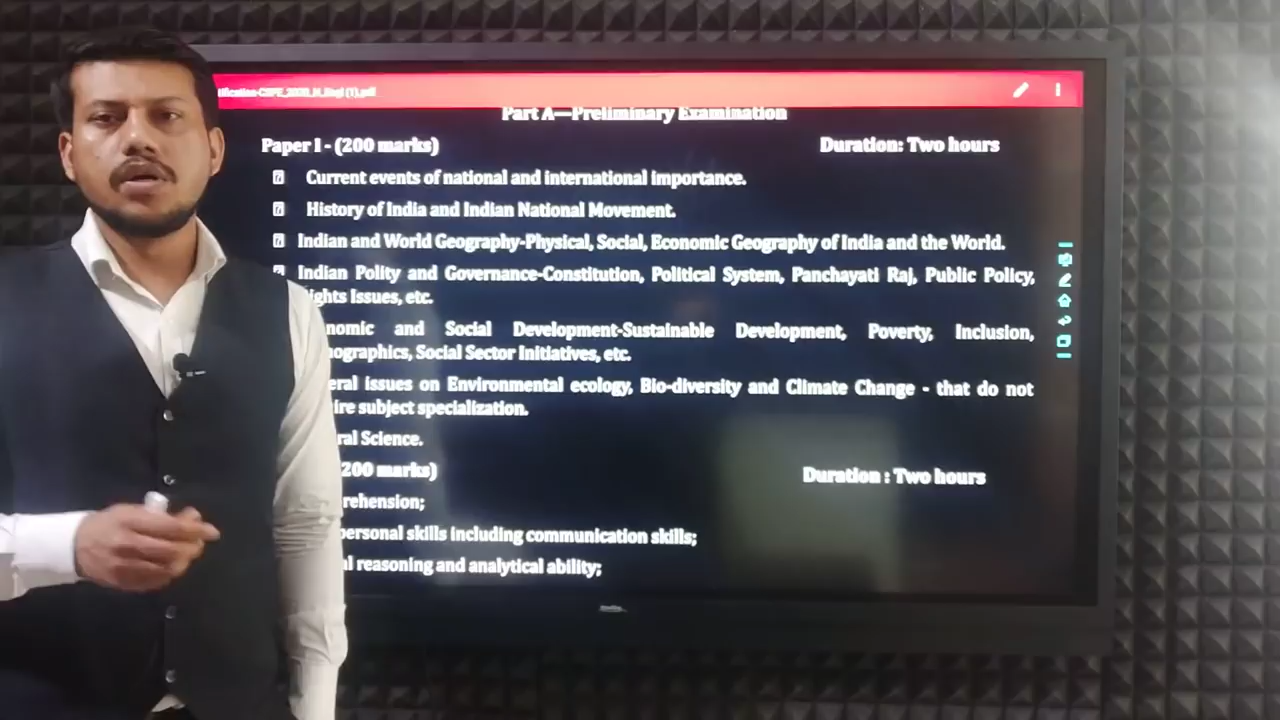 tification-CSPE_2020_N_Engl (1).pdf
Part A—Preliminary Examination
Paper I - (200 marks) Duration: Two hours
Current events of national and international importance.
History of India and Indian National Movement.
Indian and World Geography-Physical, Social, Economic Geography of India and the World.
Indian Polity and Governance-Constitution, Political System, Panchayati Raj, Public Policy,
ights Issues, etc.
nomic and Social Development-Sustainable Development, Poverty, Inclusion,
ographics, Social Sector Initiatives, etc.
eral issues on Environmental ecology, Bio-diversity and Climate Change - that do not
ire subject specialization.
ral Science.
200 marks) Duration : Two hours
rehension;
personal skills including communication skills;
al reasoning and analytical ability;